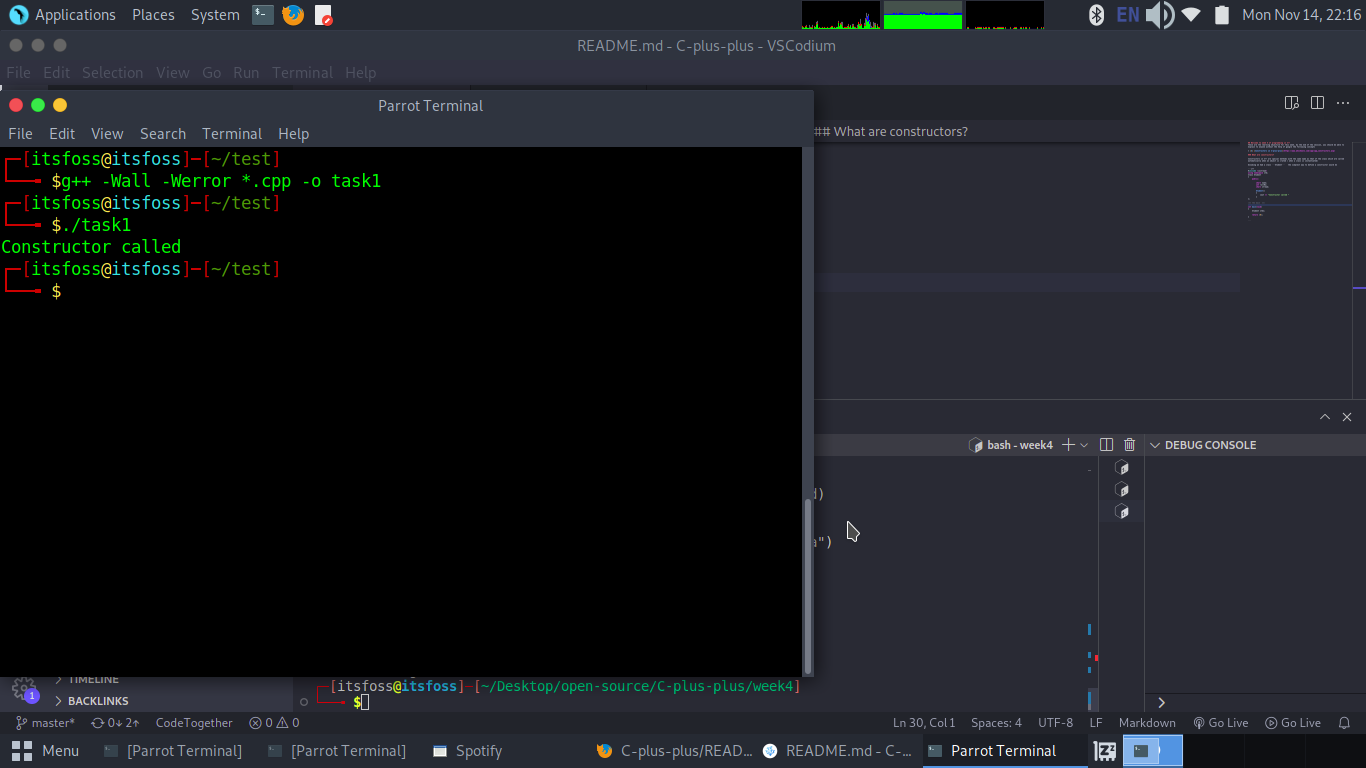 Applications Places System EN Mon Nov 14, 22:16
README.md - C-plus-plus - VSCodium
File Edit Selection View Go Run Terminal Help
Parrot Terminal
File Edit View Search Terminal Help
## What are constructors?
[itsfoss@itsfoss]─[~/test]
$g++ -Wall -Werror *.cpp -o task1
[itsfoss@itsfoss]─[~/test]
$./task1
Constructor called
[itsfoss@itsfoss]─[~/test]
$
bash - week4
DEBUG CONSOLE
d)
a")
TIMELINE
BACKLINKS
1
[itsfoss@itsfoss]─[~/Desktop/open-source/C-plus-plus/week4]
$
master* 0↓ 2↑ CodeTogether 0 0 Ln 30, Col 1 Spaces: 4 UTF-8 LF Markdown Go Live Go Live
Menu [Parrot Terminal] [Parrot Terminal] Spotify C-plus-plus/READ... README.md - C-... Parrot Terminal